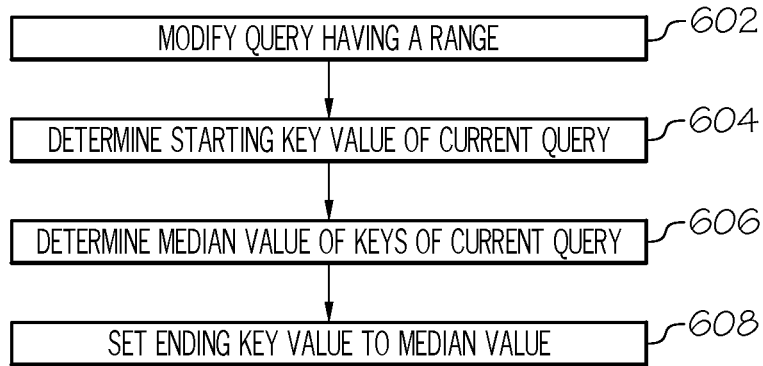 MODIFY QUERY HAVING A RANGE 602
DETERMINE STARTING KEY VALUE OF CURRENT QUERY 604
DETERMINE MEDIAN VALUE OF KEYS OF CURRENT QUERY 606
SET ENDING KEY VALUE TO MEDIAN VALUE 608